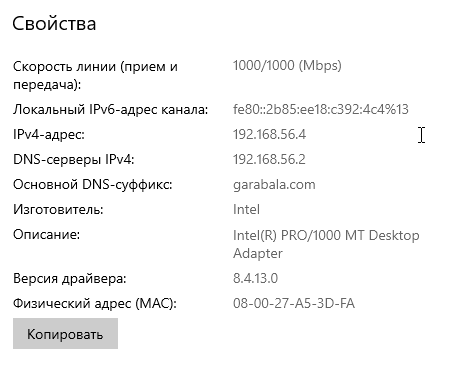 Свойства
Скорость линии (прием и передача): 1000/1000 (Mbps)
Локальный IPv6-адрес канала: fe80::2b85:ee18:c392:4c4%13
IPv4-адрес: 192.168.56.4
DNS-серверы IPv4: 192.168.56.2
Основной DNS-суффикс: garabala.com
Изготовитель: Intel
Описание: Intel(R) PRO/1000 MT Desktop Adapter
Версия драйвера: 8.4.13.0
Физический адрес (MAC): 08-00-27-A5-3D-FA
Копировать